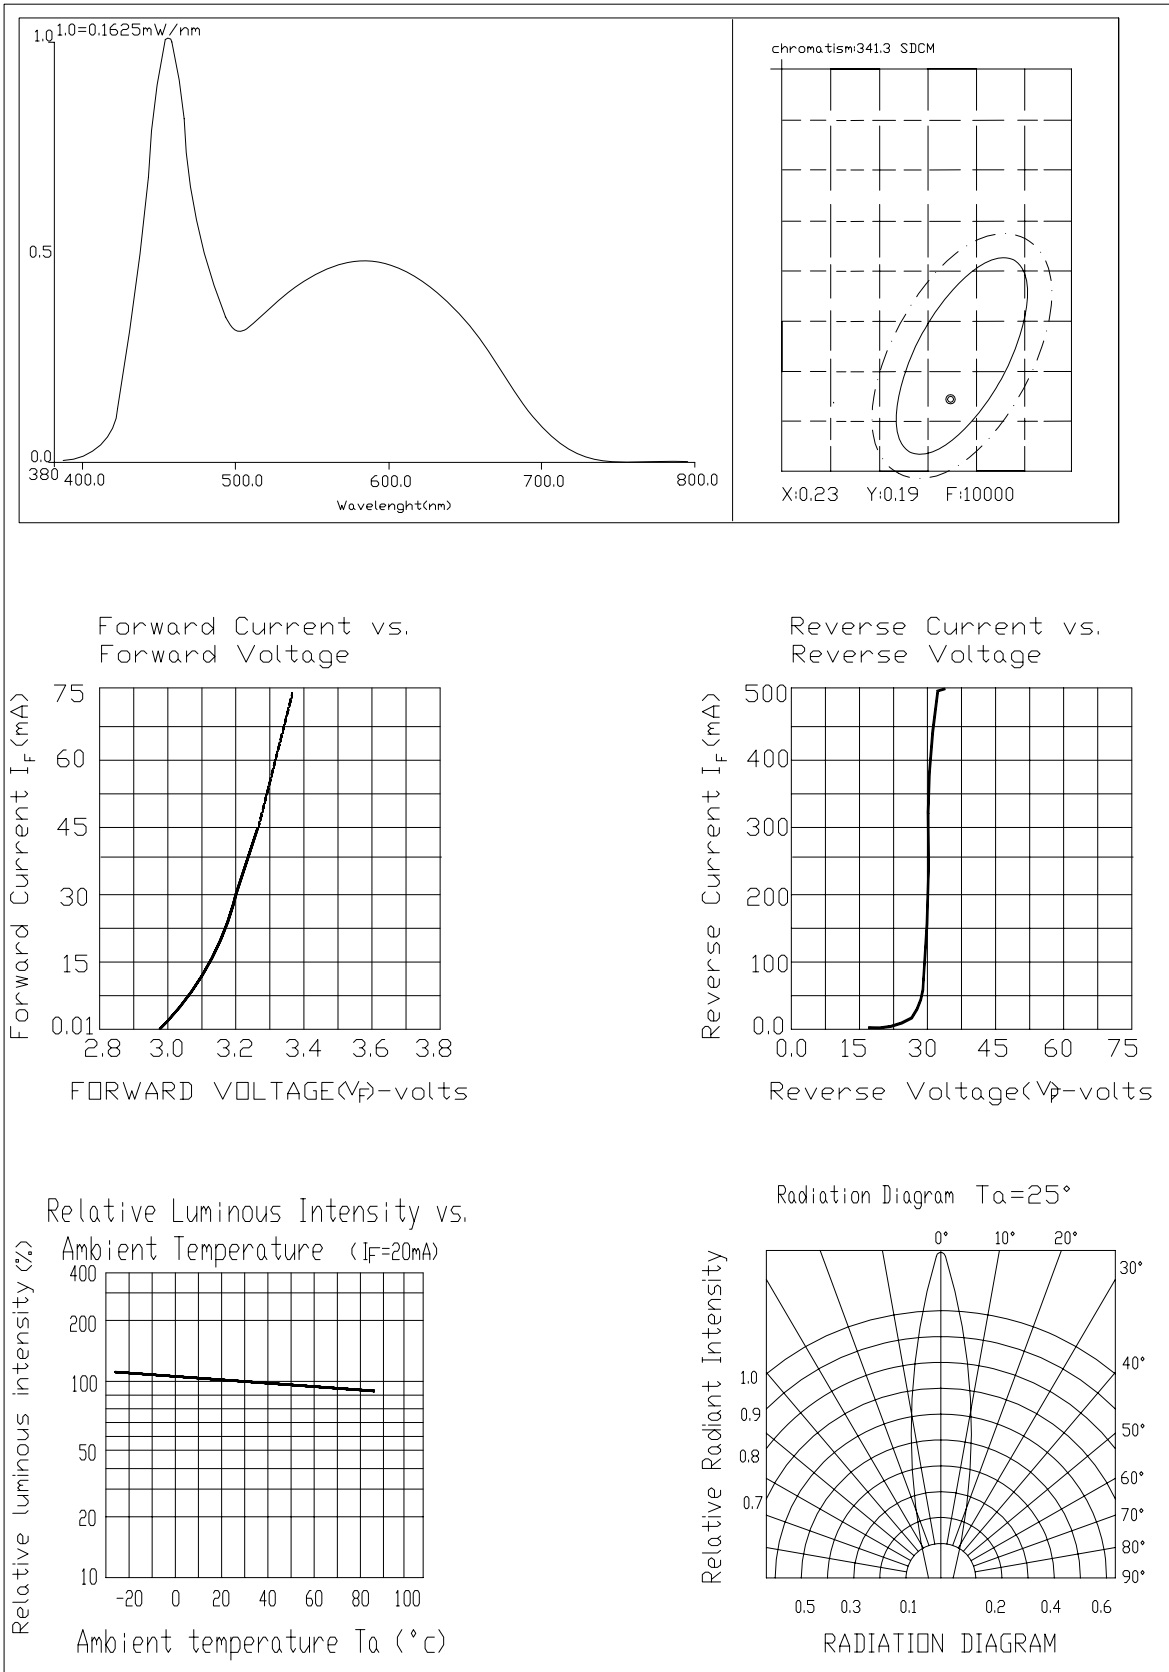 1.0=0.1625mW/nm
1.0
0.5
0.0
380 400.0 500.0 600.0 700.0 800.0
Wavelenght(nm)
chromatism:341.3 SDCM
X:0.23 Y:0.19 F:10000
Forward Current vs.
Forward Voltage
Forward Current IF(mA)
75
60
45
30
15
0.01
2.8 3.0 3.2 3.4 3.6 3.8
FORWARD VOLTAGE(VF)-volts
Reverse Current vs.
Reverse Voltage
Reverse Current IF(mA)
500
400
300
200
100
0.0
0.0 15 30 45 60 75
Reverse Voltage( )-volts
Relative Luminous Intensity vs.
Ambient Temperature (IF=20mA)
Relative luminous intensity(%)
400
200
100
50
20
10
-20 0 20 40 60 80 100
Ambient temperature Ta (°c)
Radiation Diagram Ta=25°
Relative Radiant Intensity
0° 10° 20°
30°
40°
50°
60°
70°
80°
90°
1.0
0.9
0.8
0.7
0.5 0.3 0.1 0.2 0.4 0.6
RADIATION DIAGRAM